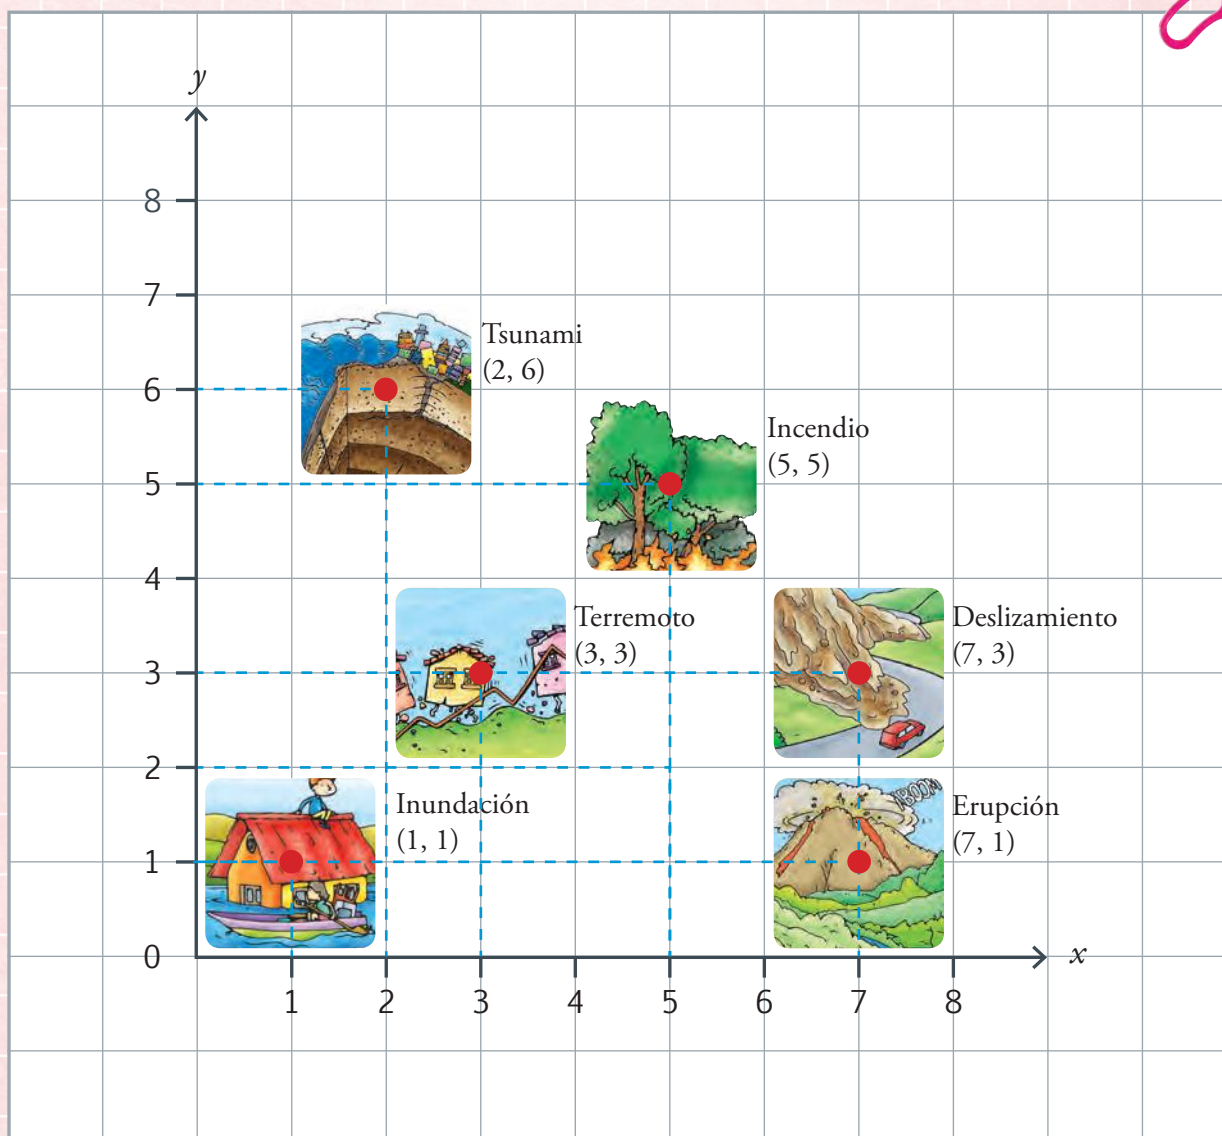 y
8
7
Tsunami
(2, 6)
6
Incendio
(5, 5)
5
4
Terremoto
(3, 3)
Deslizamiento
(7, 3)
3
2
BOOM
Inundación
(1, 1)
Erupción
(7, 1)
1
0
x
1 2 3 4 5 6 7 8